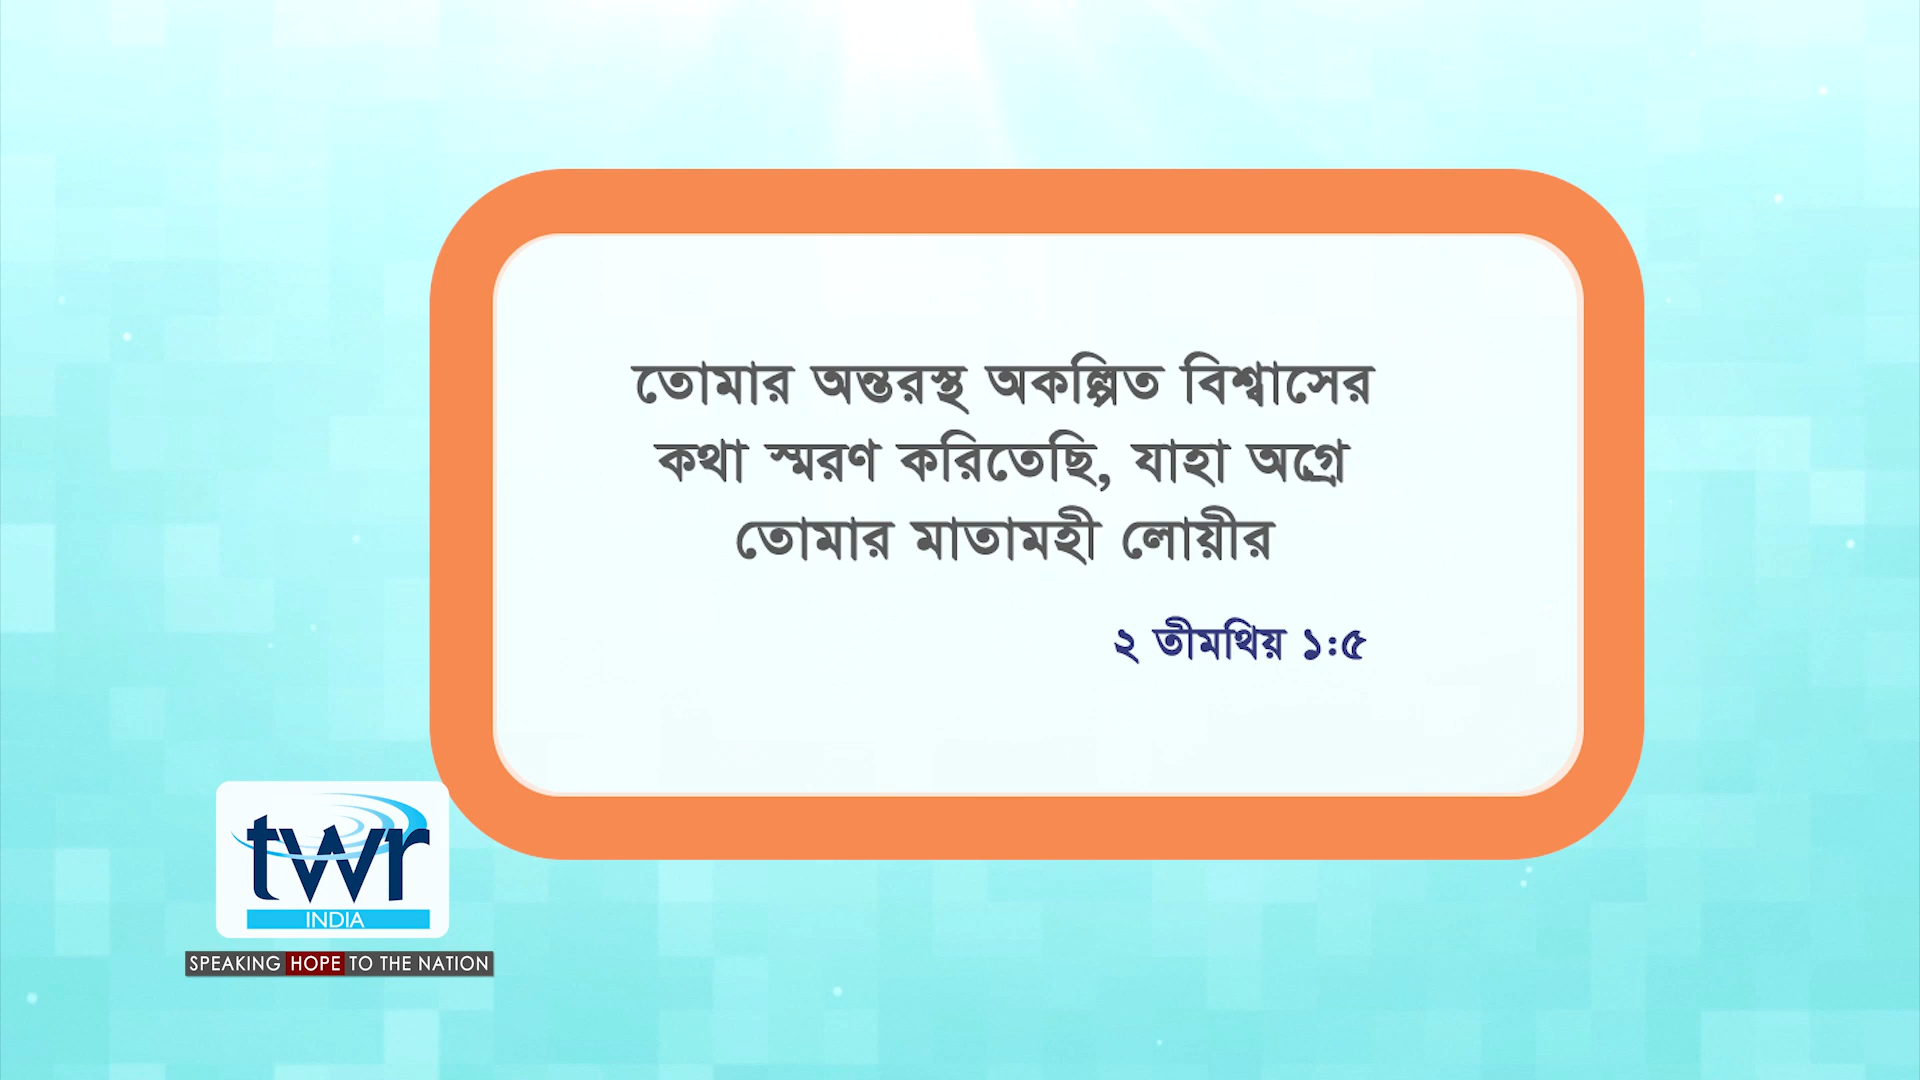 তোমার অন্তরস্থ অকল্পিত বিশ্বাসের
কথা স্মরণ করিতেছি, যাহা অগ্রে
তোমার মাতামহী লোয়ীর
২ তীমথিয় ১:৫
twr
INDIA
SPEAKING HOPE TO THE NATION